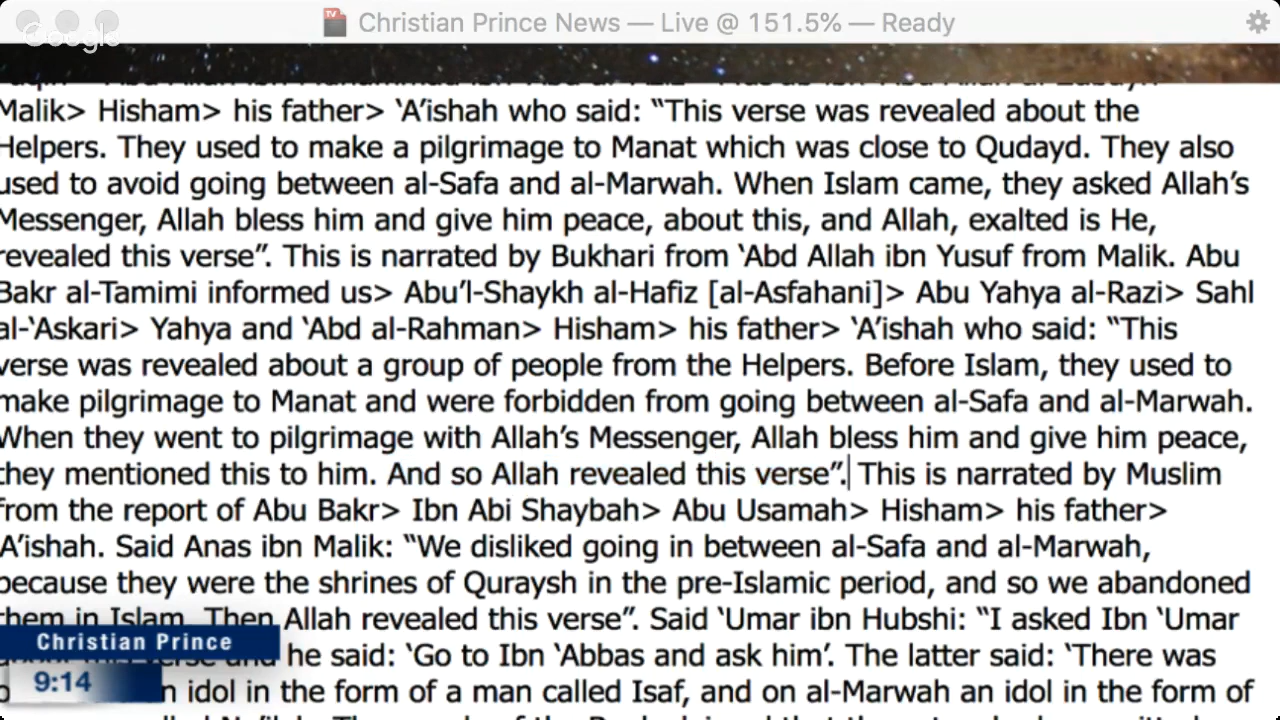 Christian Prince News — Live @ 151.5% — Ready
Google
Malik> Hisham> his father> ‘A’ishah who said: “This verse was revealed about the
Helpers. They used to make a pilgrimage to Manat which was close to Qudayd. They also
used to avoid going between al-Safa and al-Marwah. When Islam came, they asked Allah’s
Messenger, Allah bless him and give him peace, about this, and Allah, exalted is He,
revealed this verse”. This is narrated by Bukhari from ‘Abd Allah ibn Yusuf from Malik. Abu
Bakr al-Tamimi informed us> Abu’l-Shaykh al-Hafiz [al-Asfahani]> Abu Yahya al-Razi> Sahl
al-‘Askari> Yahya and ‘Abd al-Rahman> Hisham> his father> ‘A’ishah who said: “This
verse was revealed about a group of people from the Helpers. Before Islam, they used to
make pilgrimage to Manat and were forbidden from going between al-Safa and al-Marwah.
When they went to pilgrimage with Allah’s Messenger, Allah bless him and give him peace,
they mentioned this to him. And so Allah revealed this verse”. This is narrated by Muslim
from the report of Abu Bakr> Ibn Abi Shaybah> Abu Usamah> Hisham> his father>
A’ishah. Said Anas ibn Malik: “We disliked going in between al-Safa and al-Marwah,
because they were the shrines of Quraysh in the pre-Islamic period, and so we abandoned
them in Islam. Then Allah revealed this verse”. Said ‘Umar ibn Hubshi: “I asked Ibn ‘Umar
he said: ‘Go to Ibn ‘Abbas and ask him’. The latter said: ‘There was
idol in the form of a man called Isaf, and on al-Marwah an idol in the form of
Christian Prince
9:14